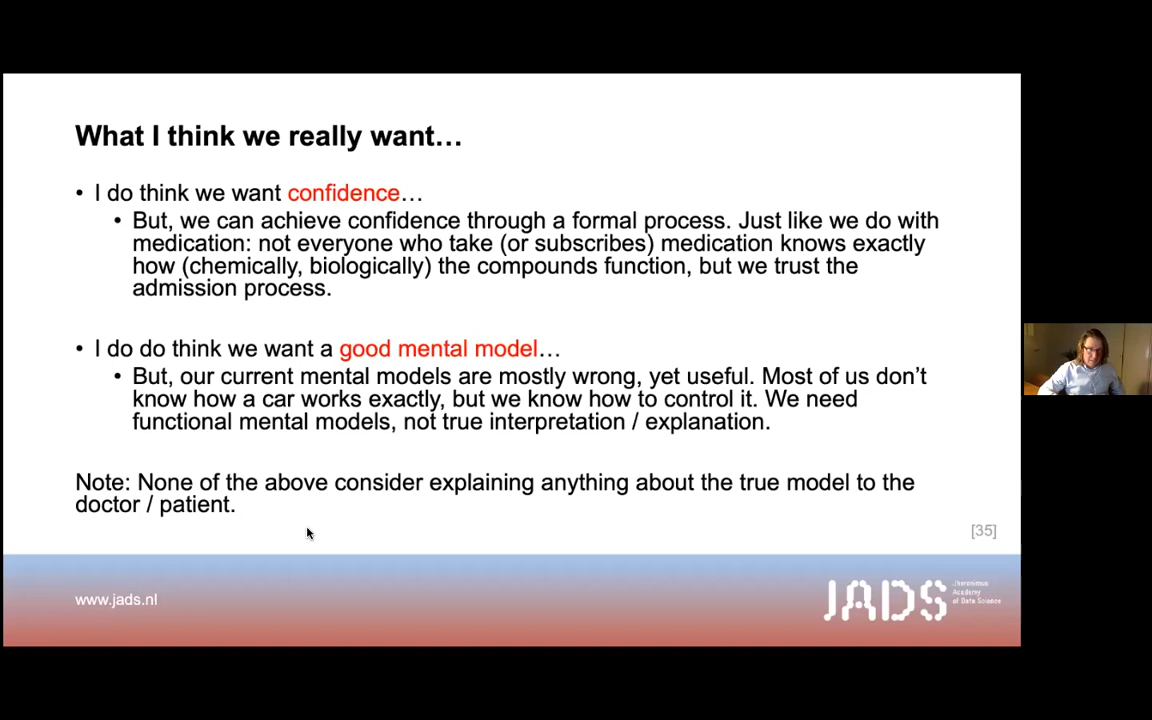 What I think we really want…
• I do think we want confidence…
• But, we can achieve confidence through a formal process. Just like we do with
medication: not everyone who take (or subscribes) medication knows exactly
how (chemically, biologically) the compounds function, but we trust the
admission process.
• I do do think we want a good mental model…
• But, our current mental models are mostly wrong, yet useful. Most of us don’t
know how a car works exactly, but we know how to control it. We need
functional mental models, not true interpretation / explanation.
Note: None of the above consider explaining anything about the true model to the
doctor / patient.
[35]
www.jads.nl
JADS
Jheronimus
Academy
of Data Science